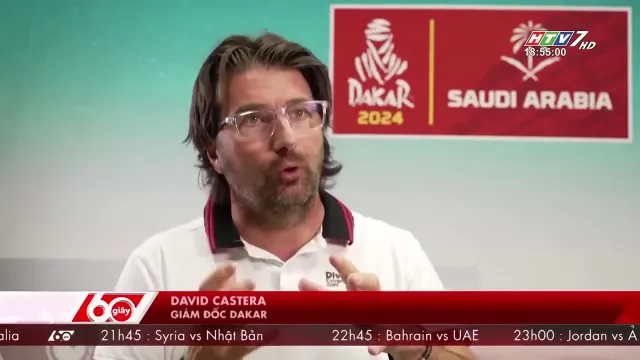 HTV7 HD
18:55:00
DAKAR
2024
SAUDI ARABIA
DAVID CASTERA
GIÁM ĐỐC DAKAR
60 giây
alia
60
21h45 : Syria vs Nhật Bản
22h45 : Bahrain vs UAE
23h00 : Jordan vs A